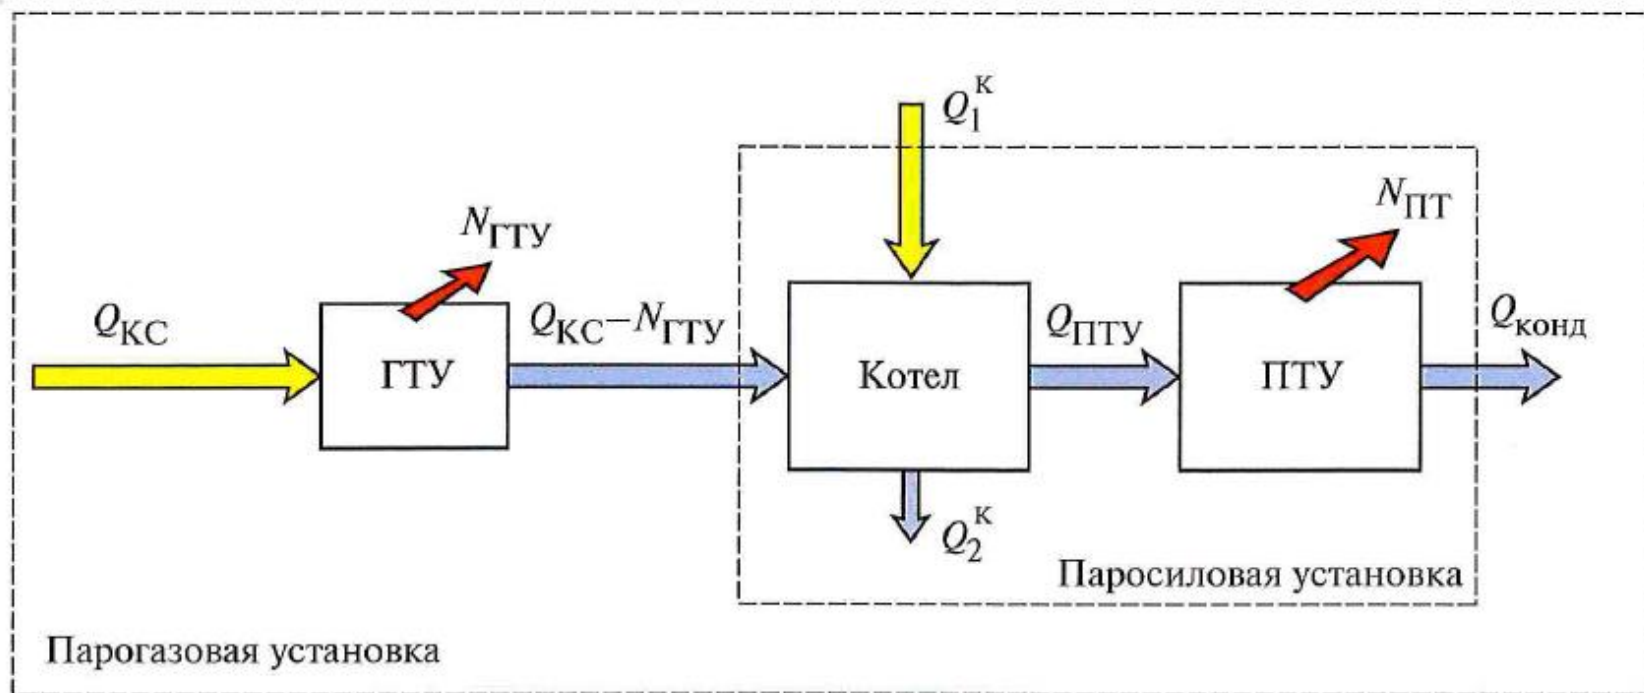 Q₁ᴷ
N_ПТ
N_ГТУ
Q_КС
Q_КС–N_ГТУ
Q_ПТУ
Q_конд
ГТУ
Котел
ПТУ
Q₂ᴷ
Паросиловая установка
Парогазовая установка